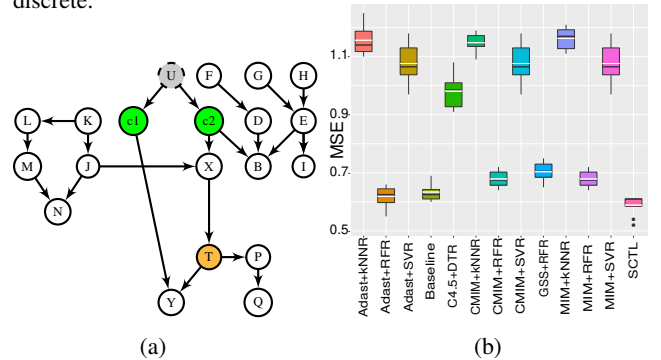 discrete.
U F G H
L K c1 c2 D E
M J X B I
N
T P
Y Q
(a)
MSE
1.1
0.9
0.7
0.5
Adast+kNNR
Adast+RFR
Adast+SVR
Baseline
C4.5+DTR
CMIM+kNNR
CMIM+RFR
CMIM+SVR
GSS+RFR
MIM+kNNR
MIM+RFR
MIM+SVR
SCTL
(b)